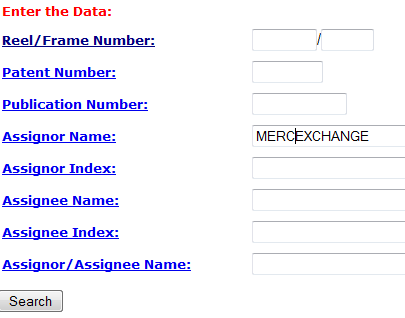 Enter the Data:
Reel/Frame Number: /
Patent Number:
Publication Number:
Assignor Name: MERCEXCHANGE
Assignor Index:
Assignee Name:
Assignee Index:
Assignor/Assignee Name:
Search